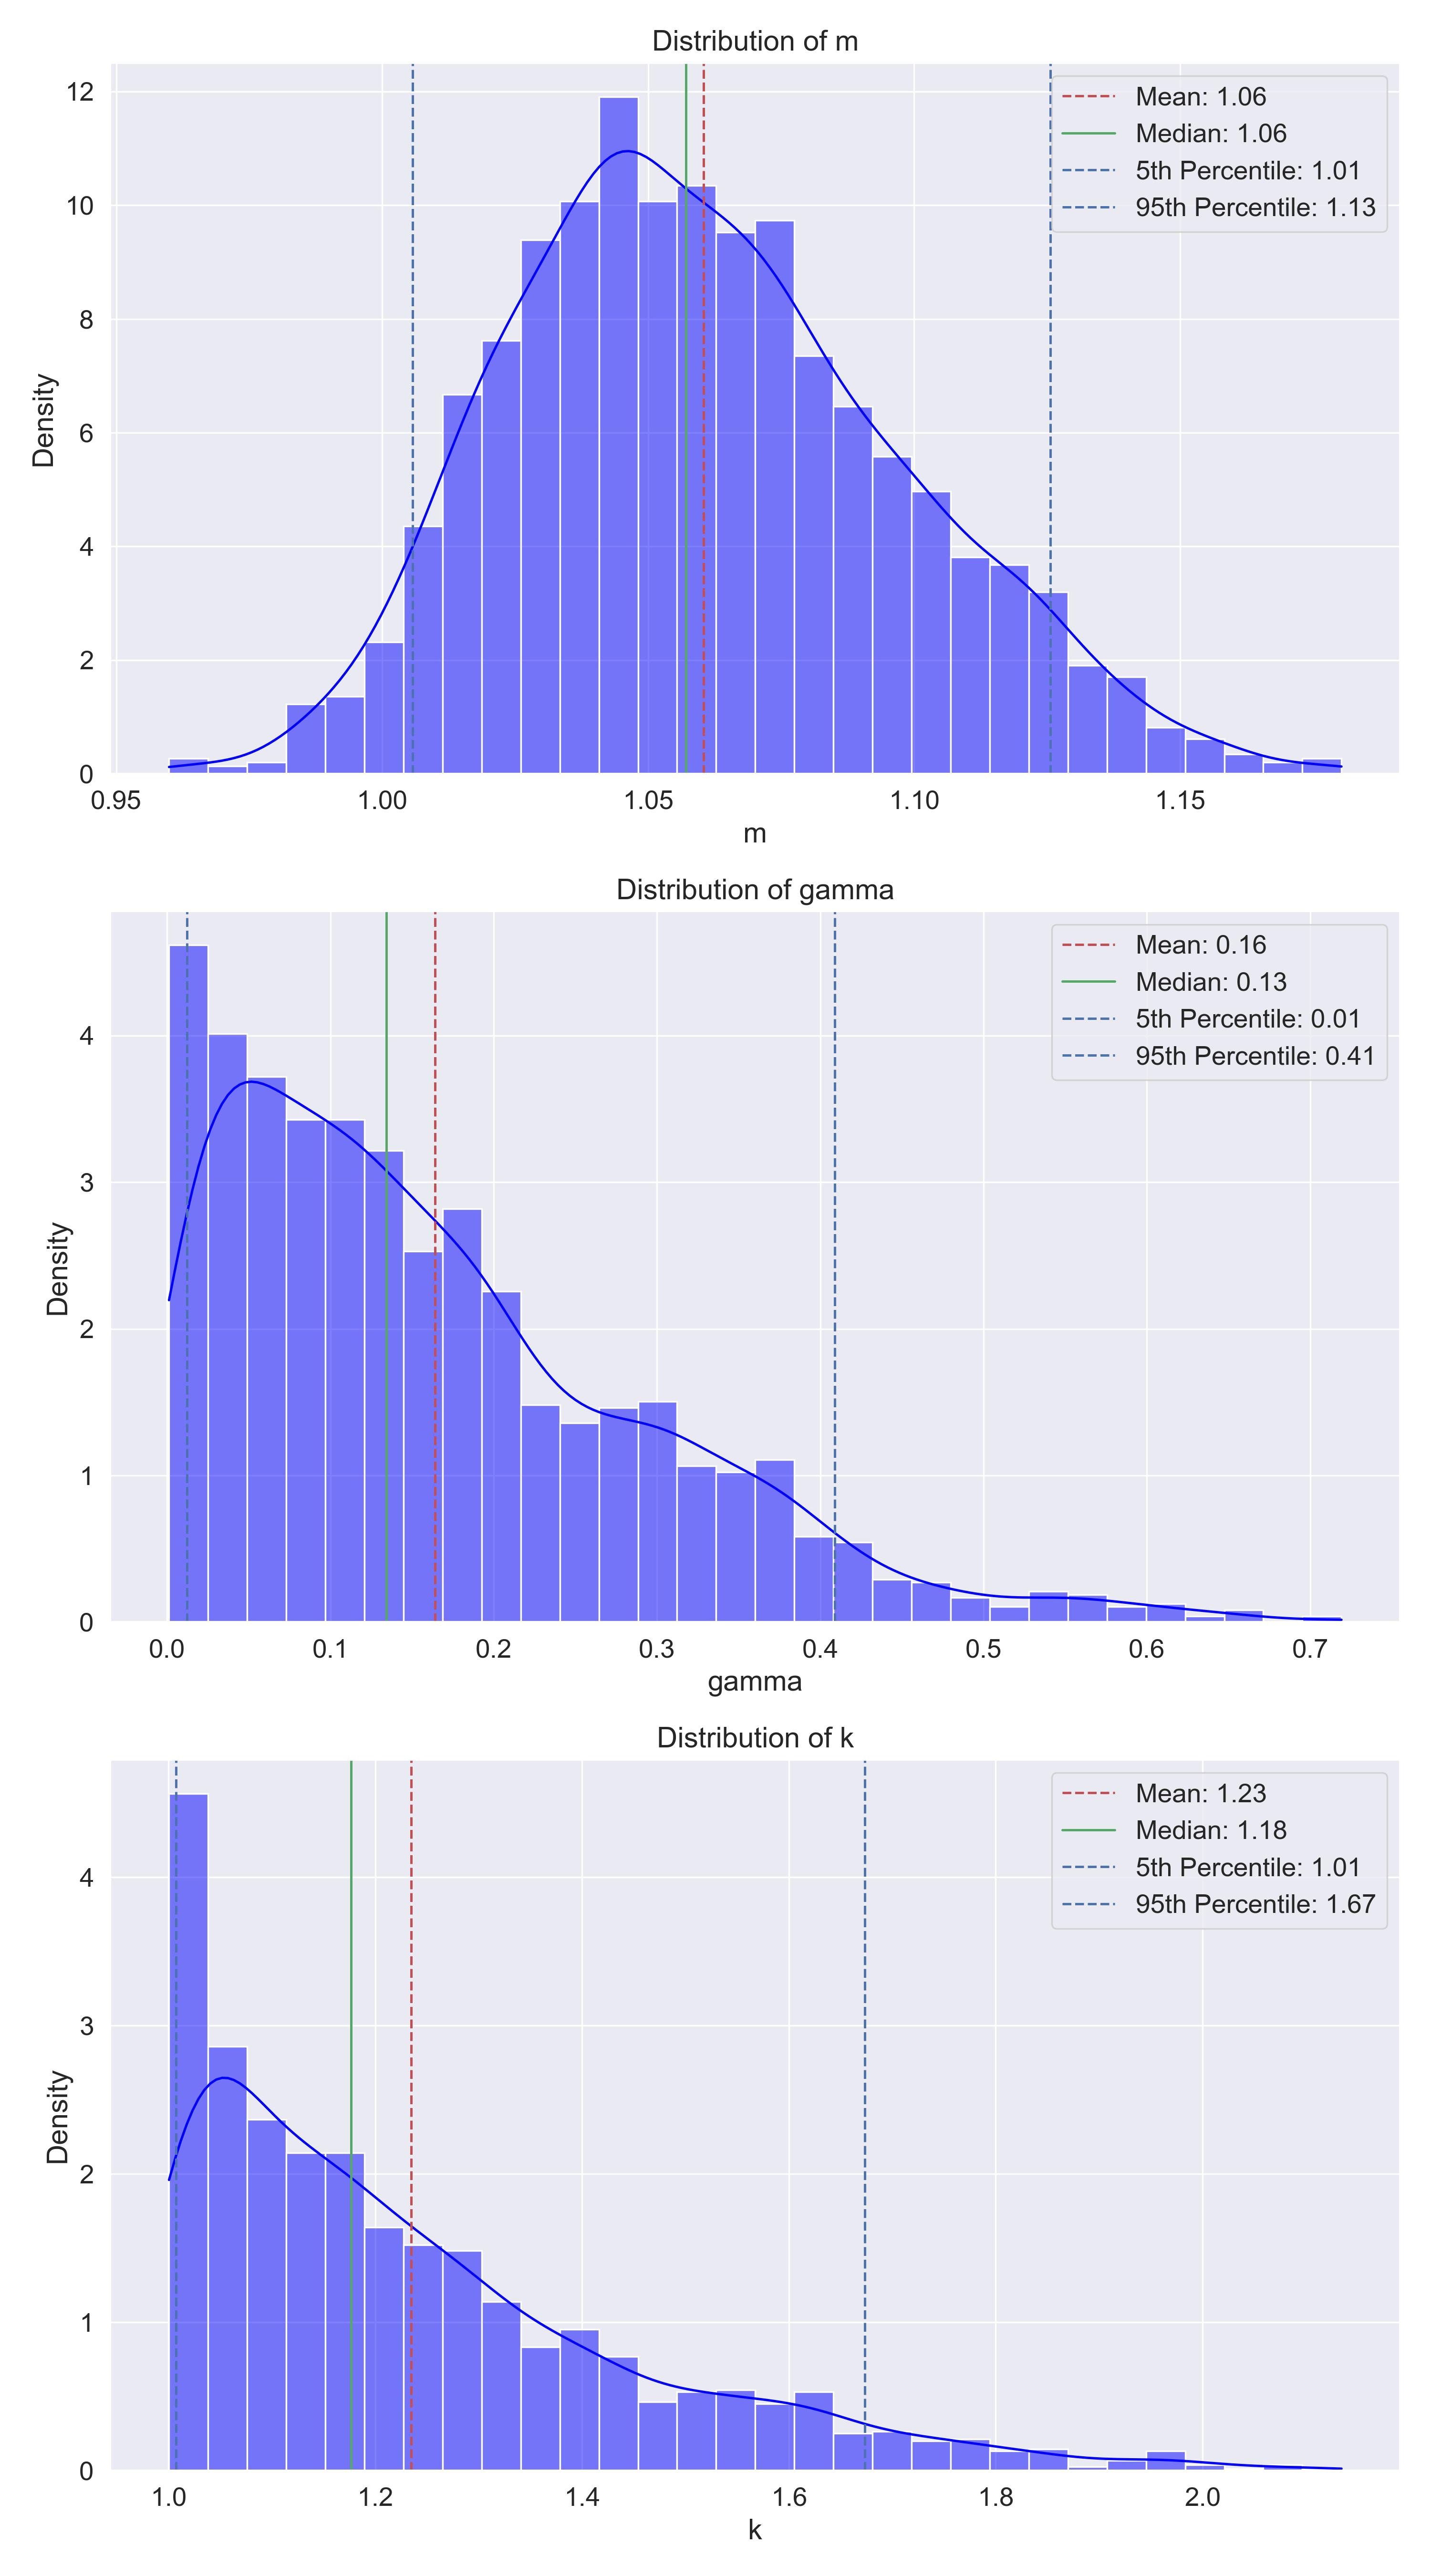 Distribution of m
12
10
8
6
4
2
0
Density
Mean: 1.06
Median: 1.06
5th Percentile: 1.01
95th Percentile: 1.13
0.95 1.00 1.05 1.10 1.15
m
Distribution of gamma
4
3
2
1
0
Density
Mean: 0.16
Median: 0.13
5th Percentile: 0.01
95th Percentile: 0.41
0.0 0.1 0.2 0.3 0.4 0.5 0.6 0.7
gamma
Distribution of k
4
3
2
1
0
Density
Mean: 1.23
Median: 1.18
5th Percentile: 1.01
95th Percentile: 1.67
1.0 1.2 1.4 1.6 1.8 2.0
k